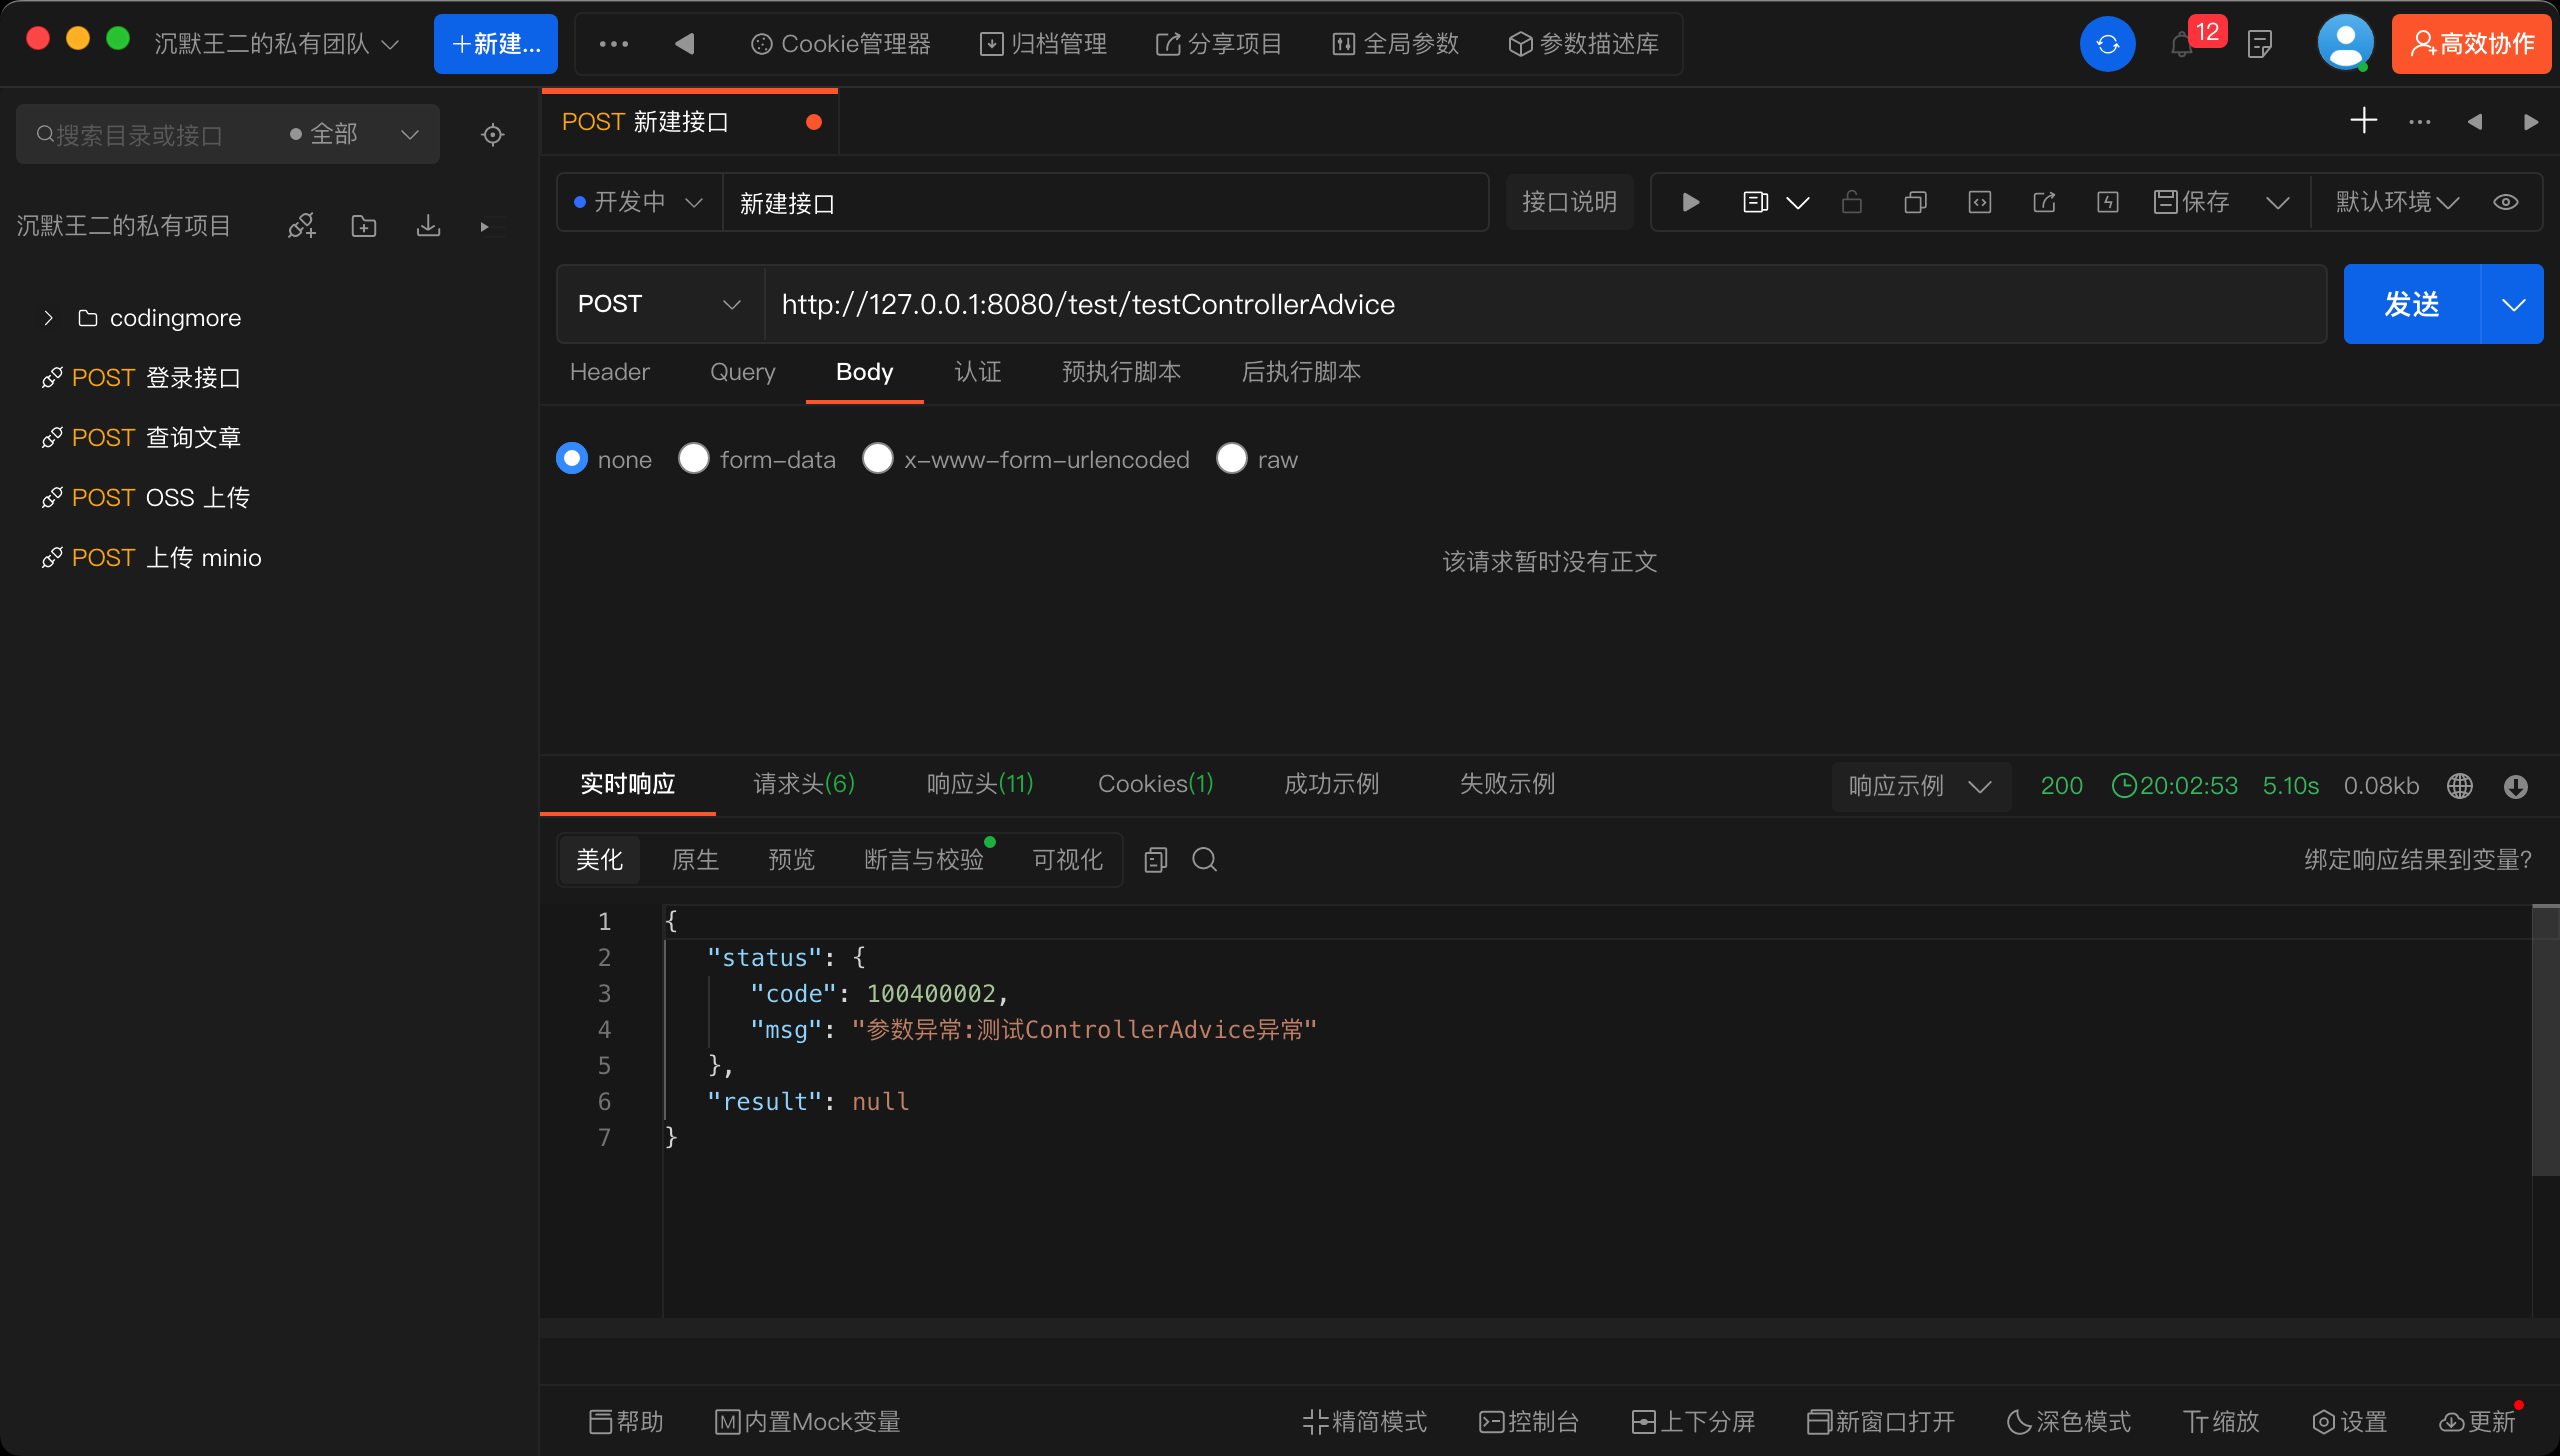 沉默王二的私有团队
+新建...
Cookie管理器
归档管理
分享项目
全局参数
参数描述库
12
高效协作
搜索目录或接口
全部
POST 新建接口
沉默王二的私有项目
codingmore
POST 登录接口
POST 查询文章
POST OSS 上传
POST 上传 minio
开发中
新建接口
接口说明
保存
默认环境
POST
http://127.0.0.1:8080/test/testControllerAdvice
发送
Header
Query
Body
认证
预执行脚本
后执行脚本
none
form-data
x-www-form-urlencoded
raw
该请求暂时没有正文
实时响应
请求头(6)
响应头(11)
Cookies(1)
成功示例
失败示例
响应示例
200
20:02:53
5.10s
0.08kb
美化
原生
预览
断言与校验
可视化
绑定响应结果到变量?
1 {
2 "status": {
3 "code": 100400002,
4 "msg": "参数异常:测试ControllerAdvice异常"
5 },
6 "result": null
7 }
帮助
M 内置Mock变量
精简模式
控制台
上下分屏
新窗口打开
深色模式
缩放
设置
更新